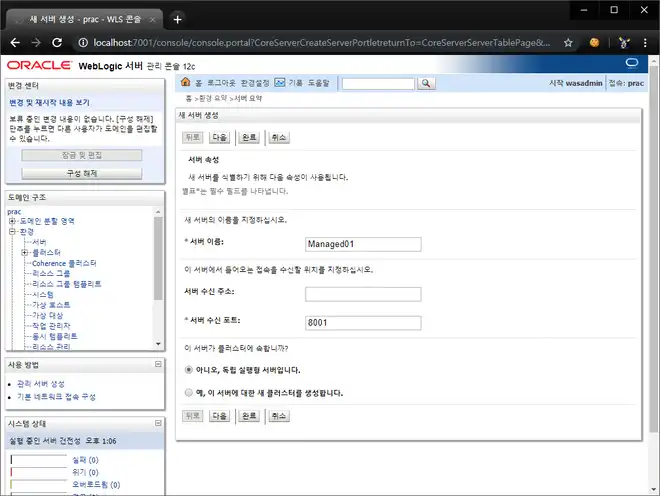 새 서버 생성 - prac - WLS 콘솔
localhost:7001/console/console.portal?CoreServerCreateServerPortletreturnTo=CoreServerServerTablePage&...
ORACLE WebLogic 서버 관리 콘솔 12c
변경 센터
변경 및 재시작 내용 보기
보류 중인 변경 내용이 없습니다. [구성 해제]
단추를 누르면 다른 사용자가 도메인을 편집할
수 있습니다.
잠금 및 편집
구성 해제
도메인 구조
prac
도메인 분할 영역
환경
서버
클러스터
Coherence 클러스터
리소스 그룹
리소스 그룹 템플리트
시스템
가상 호스트
가상 대상
작업 관리자
동시 템플리트
리소스 관리
사용 방법
관리 서버 생성
기본 네트워크 접속 구성
시스템 상태
실행 중인 서버 건전성 오후 1:06
실패 (0)
위기 (0)
오버로드됨 (0)
홈 로그아웃 환경설정 기록 도움말
시작 wasadmin 접속: prac
홈 >환경 요약 >서버 요약
새 서버 생성
뒤로 다음 완료 취소
서버 속성
새 서버를 식별하기 위해 다음 속성이 사용됩니다.
별표*는 필수 필드를 나타냅니다.
새 서버의 이름을 지정하십시오.
* 서버 이름: Managed01
이 서버에서 들어오는 접속을 수신할 위치를 지정하십시오.
서버 수신 주소:
* 서버 수신 포트: 8001
이 서버가 클러스터에 속합니까?
아니오, 독립 실행형 서버입니다.
예, 이 서버에 대한 새 클러스터를 생성합니다.
뒤로 다음 완료 취소